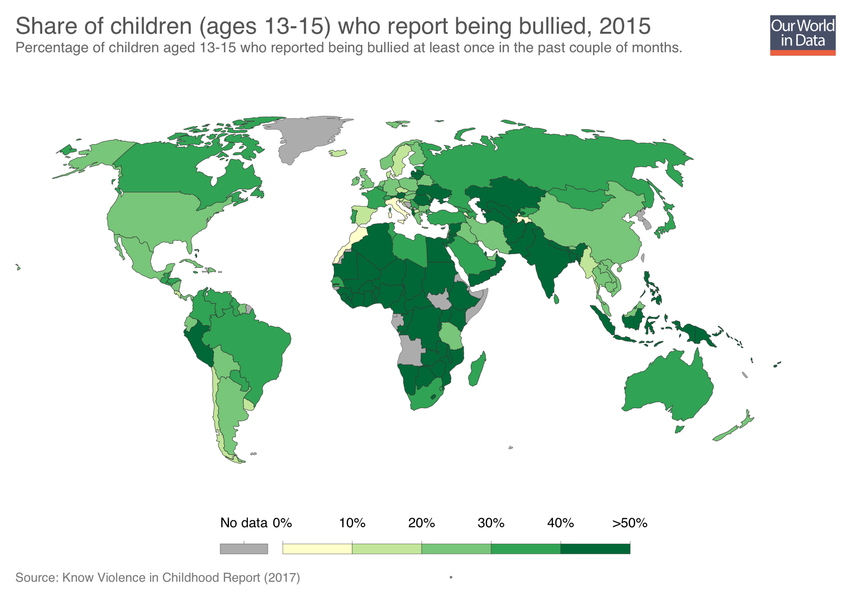 Share of children (ages 13-15) who report being bullied, 2015
Percentage of children aged 13-15 who reported being bullied at least once in the past couple of months.
Our World
in Data
No data 0% 10% 20% 30% 40% >50%
Source: Know Violence in Childhood Report (2017) •